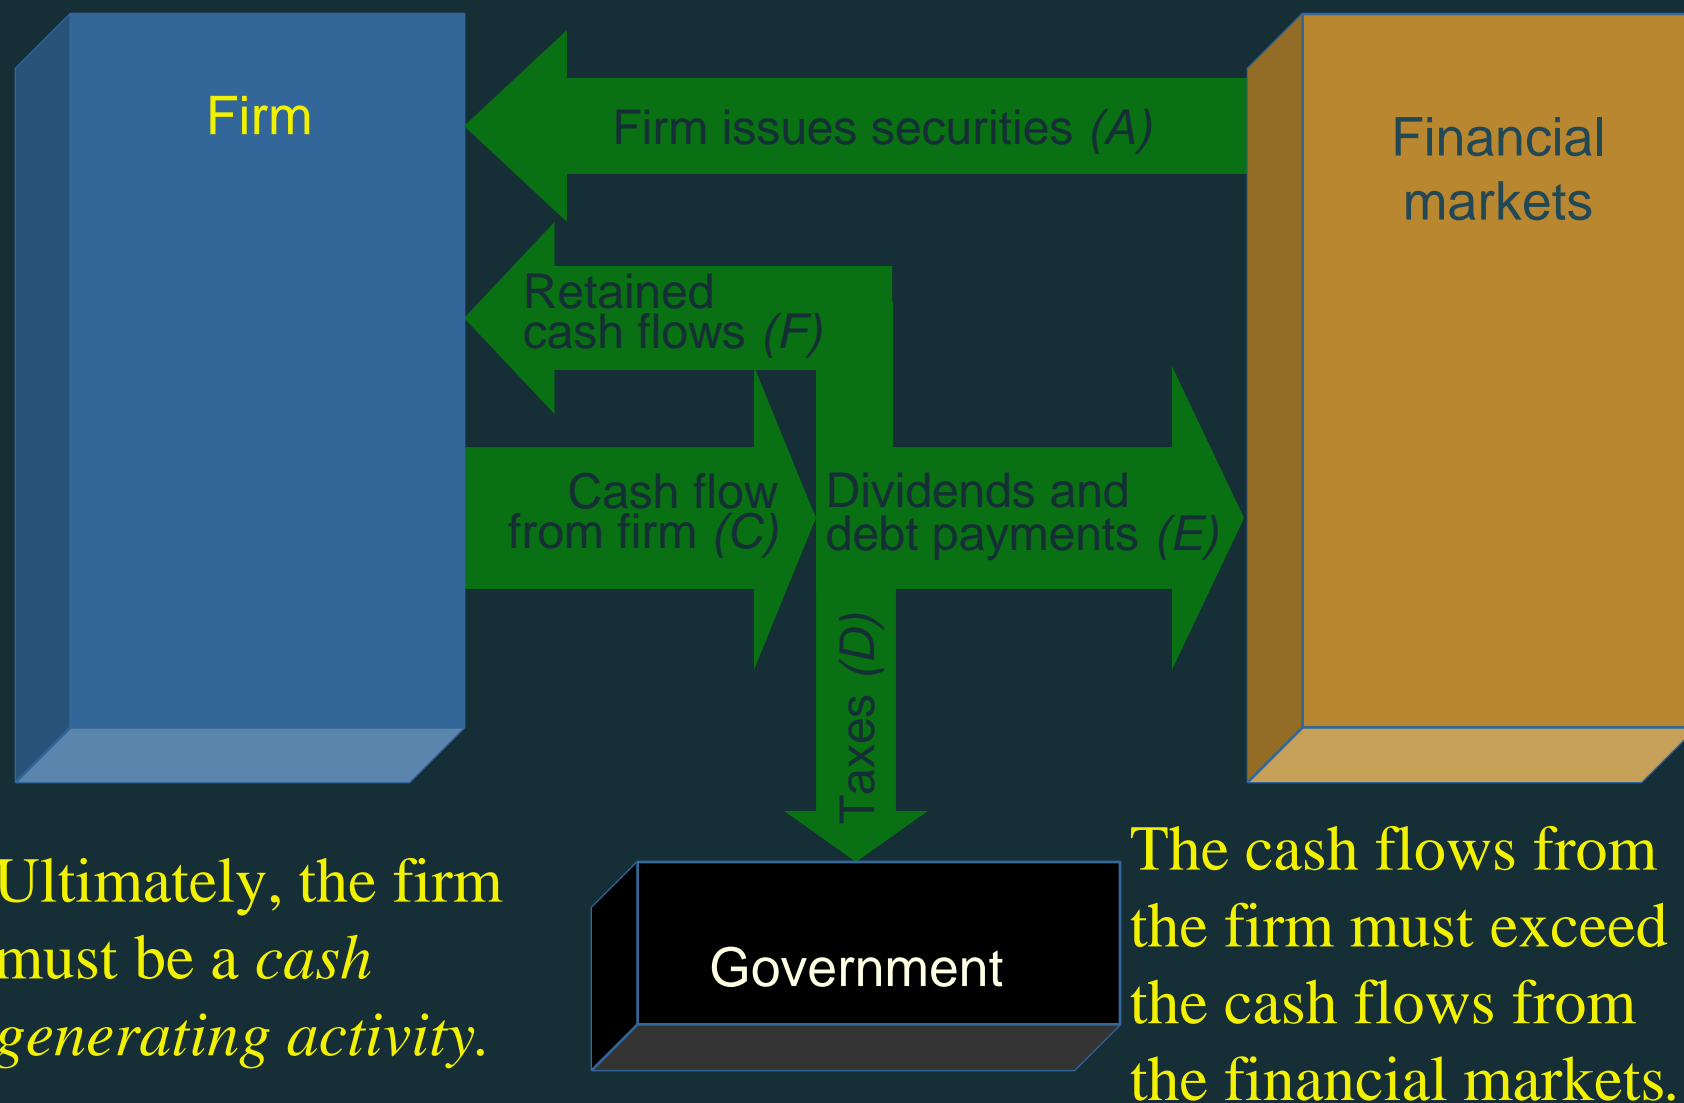 Firm
Firm issues securities (A)
Financial
markets
Retained
cash flows (F)
Cash flow
from firm (C)
Dividends and
debt payments (E)
Taxes (D)
Ultimately, the firm
must be a cash
generating activity.
Government
The cash flows from
the firm must exceed
the cash flows from
the financial markets.